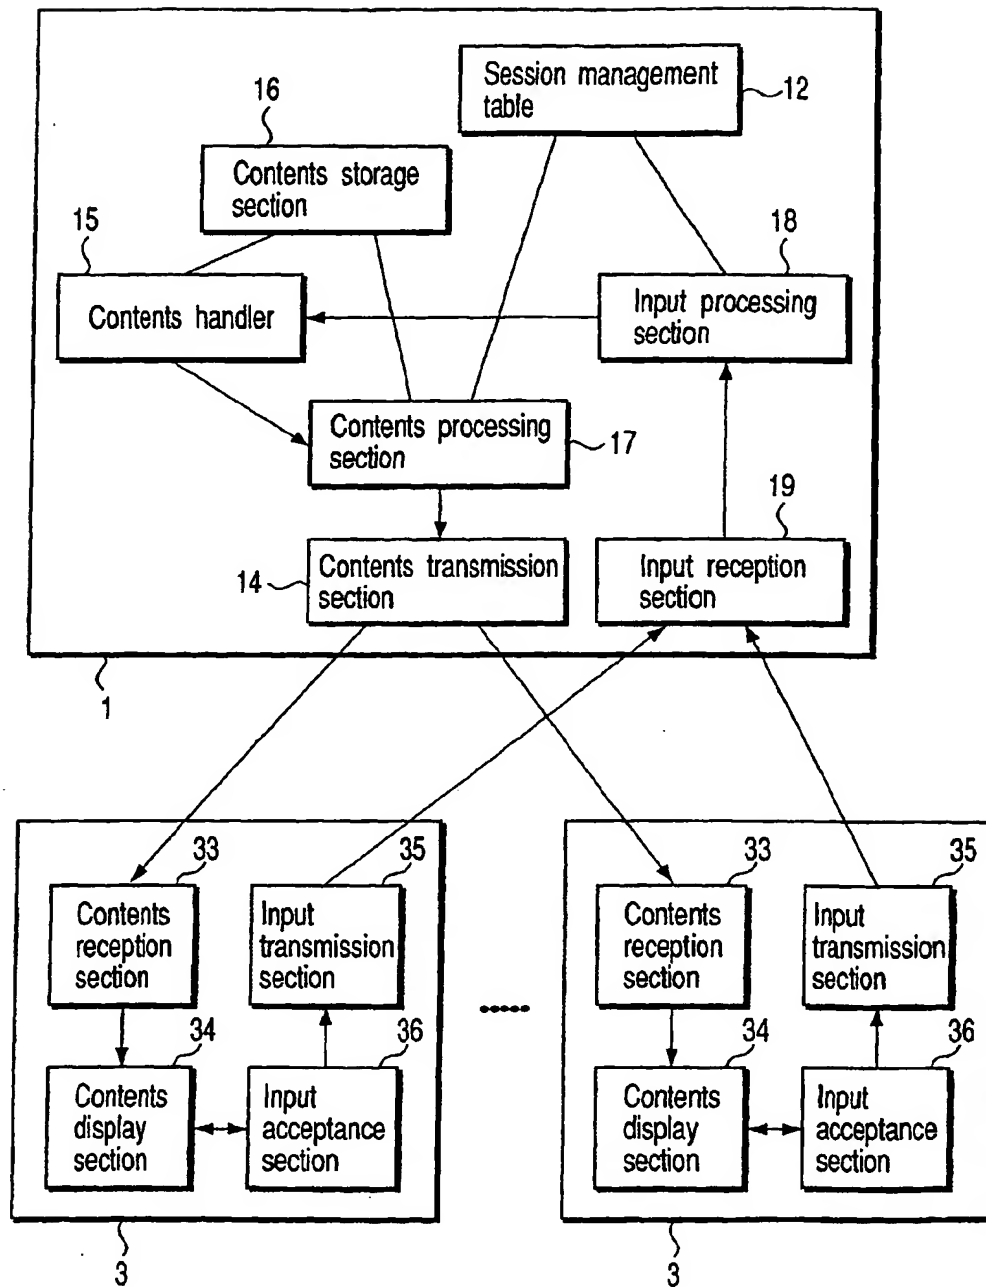 Session management
table
12
16
Contents storage
section
15
18
Contents handler
Input processing
section
Contents processing
section
17
19
14
Contents transmission
section
Input reception
section
1
33
35
Contents
reception
section
Input
transmission
section
34
36
Contents
display
section
Input
acceptance
section
3
33
35
Contents
reception
section
Input
transmission
section
34
36
Contents
display
section
Input
acceptance
section
3